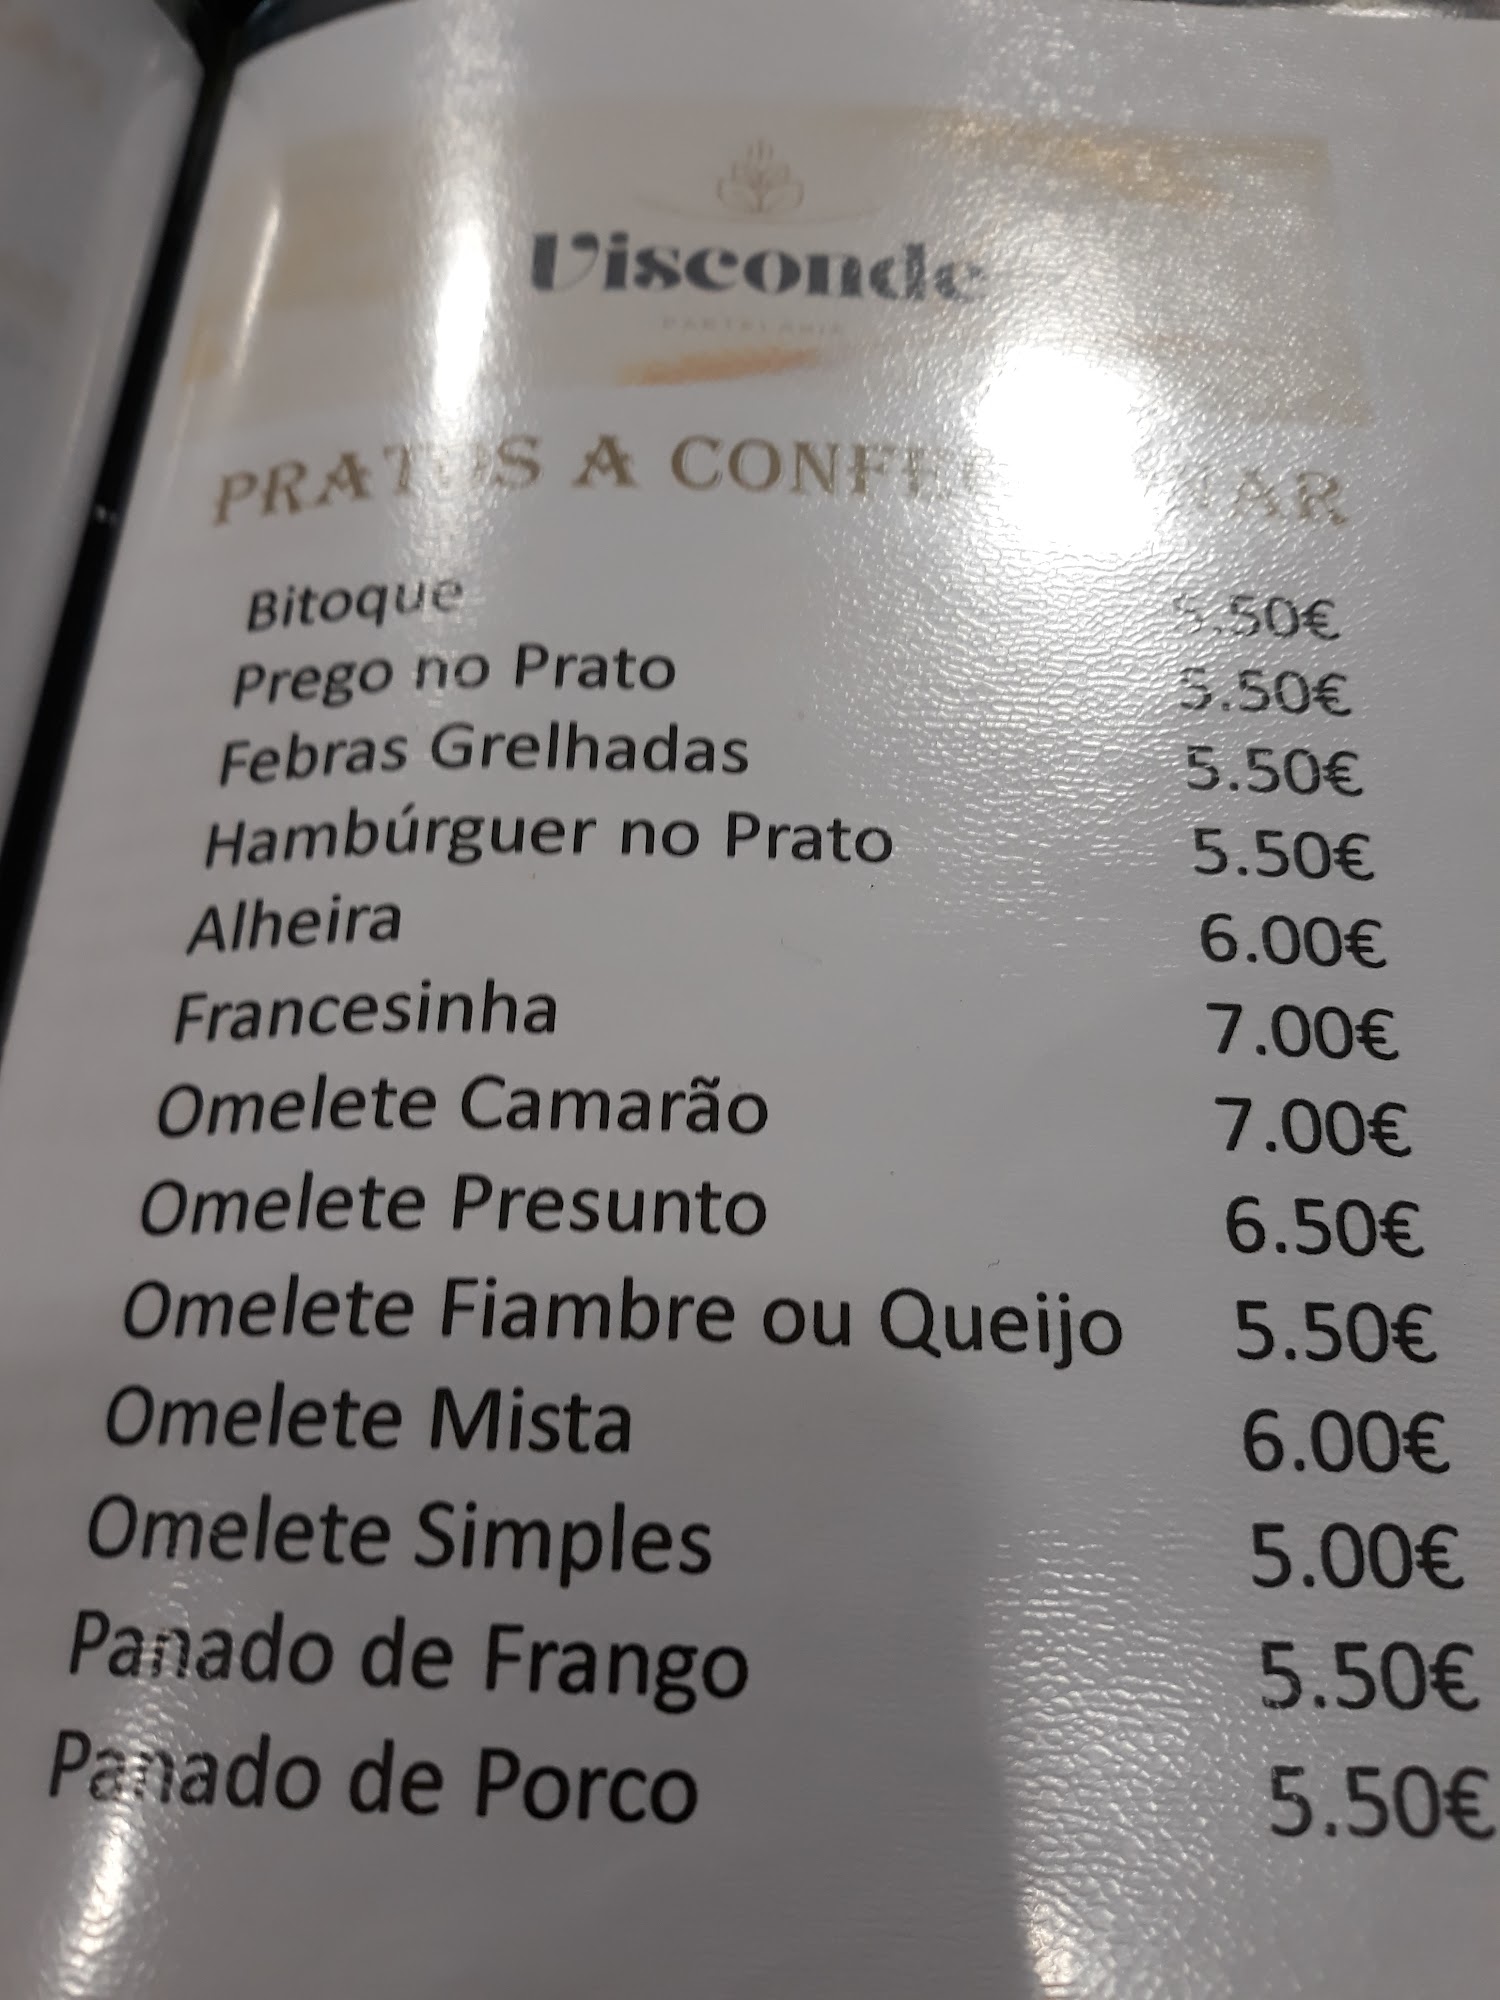 Visconde
PASTELARIA
PRATOS A
Bitoque 5.50€
Prego no Prato 5.50€
Febras Grelhadas 5.50€
Hambúrguer no Prato 5.50€
Alheira 6.00€
Francesinha 7.00€
Omelete Camarão 7.00€
Omelete Presunto 6.50€
Omelete Fiambre ou Queijo 5.50€
Omelete Mista 6.00€
Omelete Simples 5.00€
Panado de Frango 5.50€
Panado de Porco 5.50€